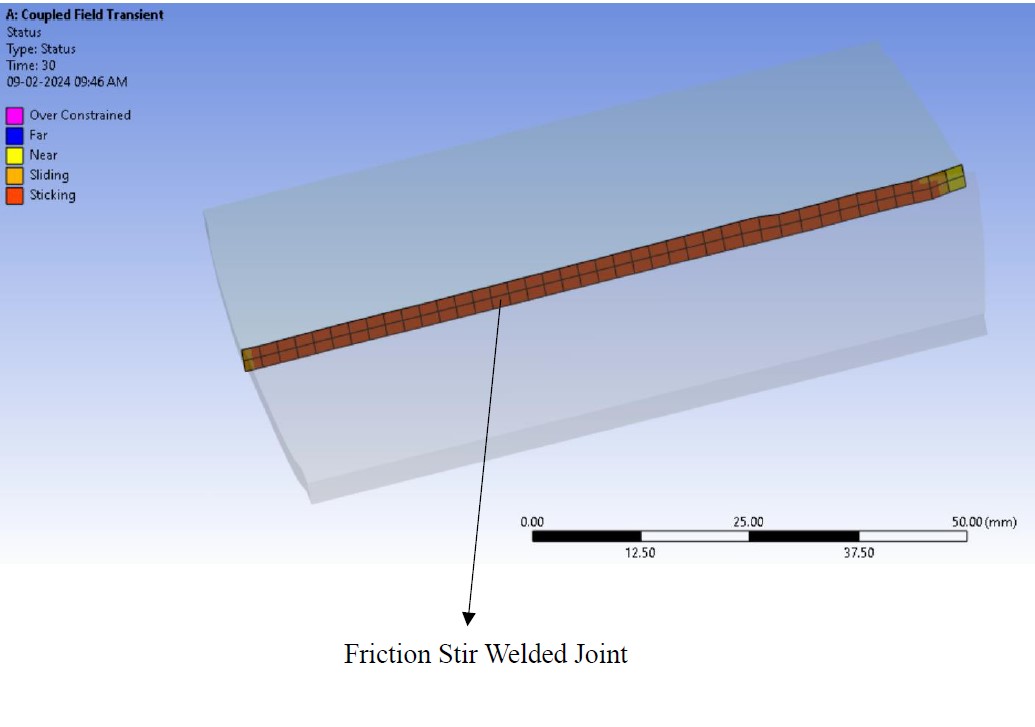 A: Coupled Field Transient
Status
Type: Status
Time: 30
09-02-2024 09:46 AM
Over Constrained
Far
Near
Sliding
Sticking
0.00 25.00 50.00 (mm)
12.50 37.50
Friction Stir Welded Joint